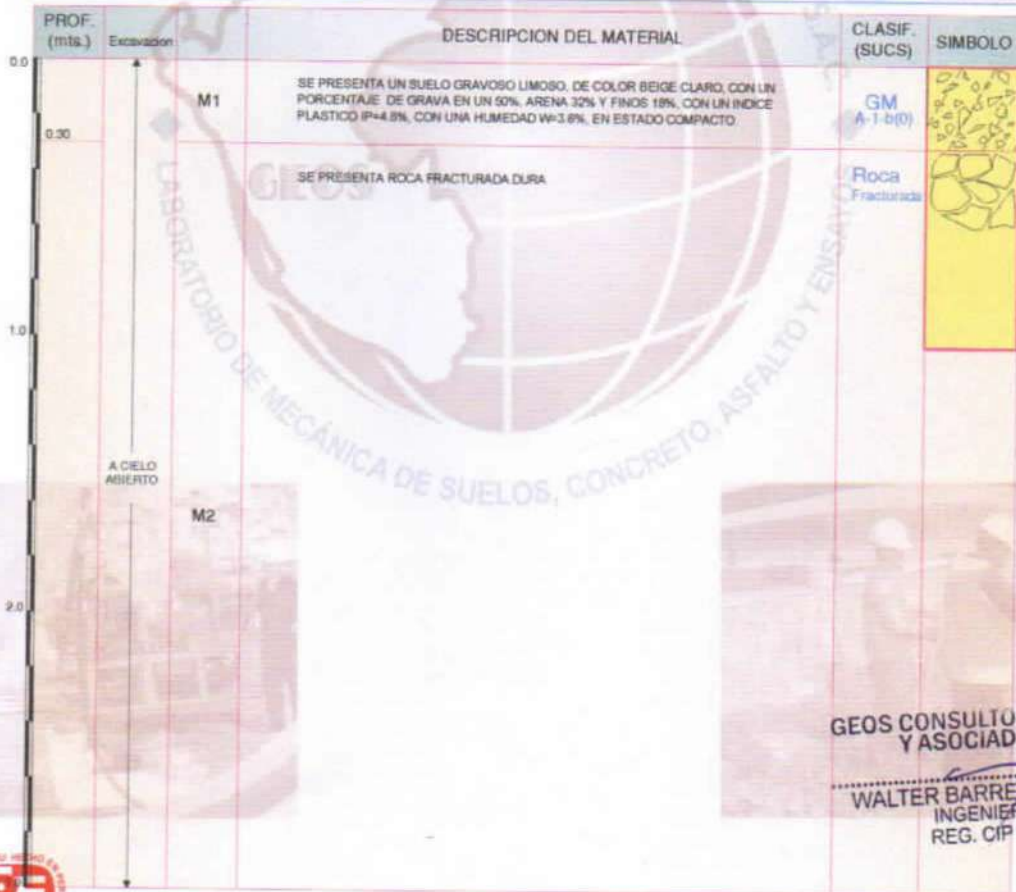 PROF. (mts.)
Excavacion
DESCRIPCION DEL MATERIAL
CLASIF. (SUCS)
SIMBOLO
0.0
M1
SE PRESENTA UN SUELO GRAVOSO LIMOSO, DE COLOR BEIGE CLARO, CON UN
PORCENTAJE DE GRAVA EN UN 50%, ARENA 32% Y FINOS 18%, CON UN INDICE
PLASTICO IP=4.8%, CON UNA HUMEDAD W=3.6%, EN ESTADO COMPACTO
GM
A-1-b(0)
0.30
SE PRESENTA ROCA FRACTURADA DURA
Roca
Fracturada
GEOS
S.A.C
LABORATORIO DE MECÁNICA DE SUELOS, CONCRETO, ASFALTO Y ENSAYOS
1.0
A CIELO
ABIERTO
M2
2.0
GEOS CONSULTO
Y ASOCIAD
WALTER BARRE
INGENIER
REG. CIP